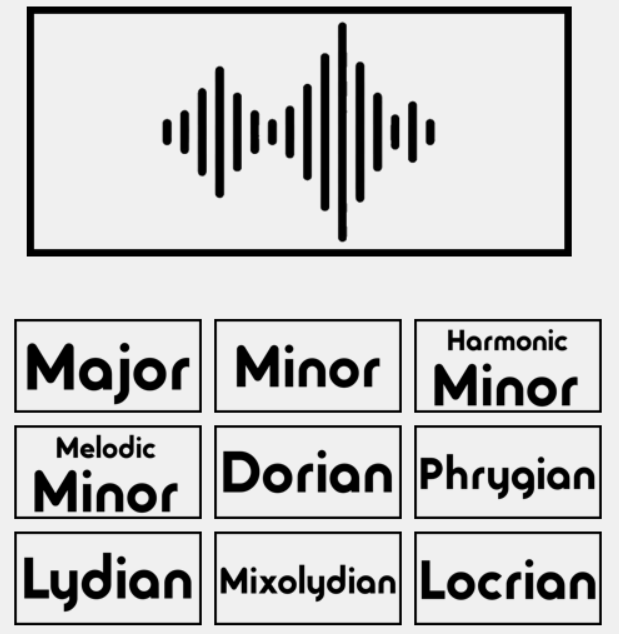 Major
Minor
Harmonic
Minor
Melodic
Minor
Dorian
Phrygian
Lydian
Mixolydian
Locrian